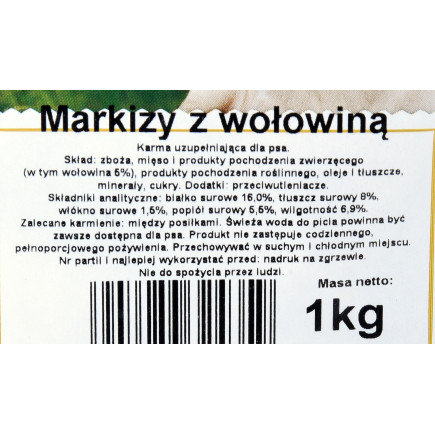 Markizy z wołowiną
Karma uzupełniająca dla psa.
Skład: zboża, mięso i produkty pochodzenia zwierzęcego
(w tym wołowina 5%), produkty pochodzenia roślinnego, oleje i tłuszcze,
minerały, cukry. Dodatki: przeciwutleniacze.
Składniki analityczne: białko surowe 16,0%, tłuszcz surowy 8%,
włókno surowe 1,5%, popiół surowy 5,5%, wilgotność 6,9%.
Zalecane karmienie: między posiłkami. Świeża woda do picia powinna być
zawsze dostępna dla psa. Produkt nie zastępuje codziennego,
pełnoporcjowego pożywienia. Przechowywać w suchym i chłodnym miejscu.
Nr partii i najlepiej wykorzystać przed: nadruk na zgrzewie.
Nie do spożycia przez ludzi.
Masa netto:
1kg